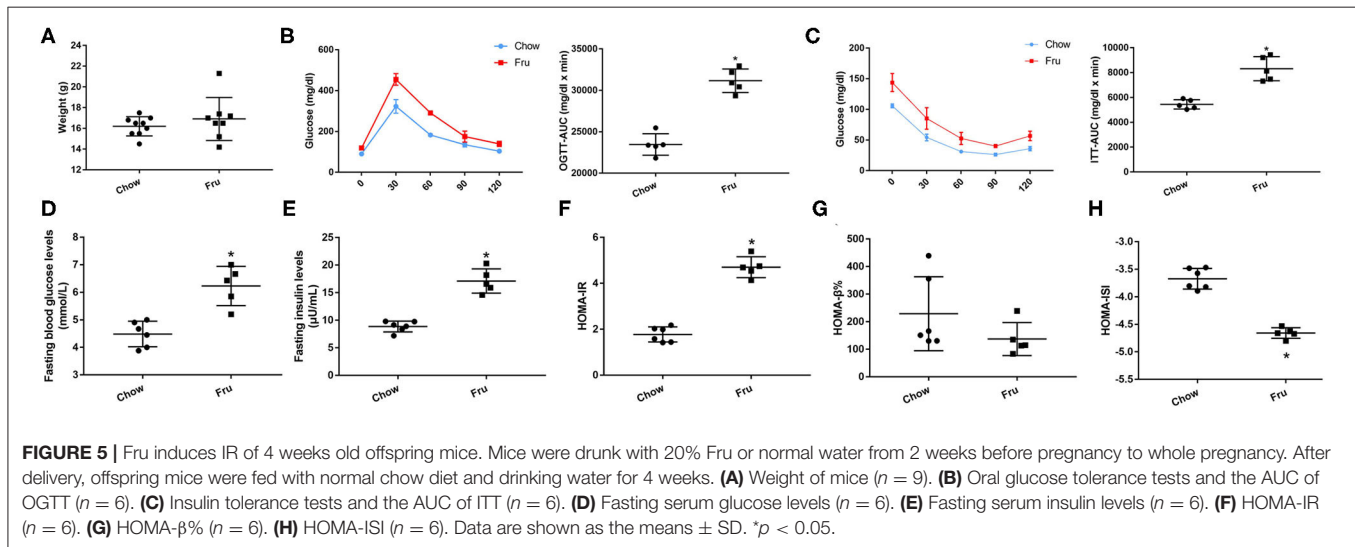 A
Weight (g)
24
22
20
18
16
14
12
Chow
Fru
B
Glucose (mg/dl)
600
400
200
0
0
30
60
90
120
Chow
Fru
OGTT-AUC (mg/dl x min)
35000
30000
25000
20000
*
Chow
Fru
C
Glucose (mg/dl)
200
150
100
50
0
0
30
60
90
120
Chow
Fru
ITT-AUC (mg/dl x min)
10000
8000
6000
4000
2000
0
*
Chow
Fru
D
Fasting blood glucose levels
(mmol/L)
8
7
6
5
4
3
*
Chow
Fru
E
Fasting insulin levels
(μU/mL)
25
20
15
10
5
0
*
Chow
Fru
F
HOMA-IR
6
4
2
0
*
Chow
Fru
G
HOMA-β%
500
400
300
200
100
0
Chow
Fru
H
HOMA-ISI
-3.0
-3.5
-4.0
-4.5
-5.0
-5.5
*
Chow
Fru
FIGURE 5 | Fru induces IR of 4 weeks old offspring mice. Mice were drunk with 20% Fru or normal water from 2 weeks before pregnancy to whole pregnancy. After
delivery, offspring mice were fed with normal chow diet and drinking water for 4 weeks. (A) Weight of mice (n = 9). (B) Oral glucose tolerance tests and the AUC of
OGTT (n = 6). (C) Insulin tolerance tests and the AUC of ITT (n = 6). (D) Fasting serum glucose levels (n = 6). (E) Fasting serum insulin levels (n = 6). (F) HOMA-IR
(n = 6). (G) HOMA-β% (n = 6). (H) HOMA-ISI (n = 6). Data are shown as the means ± SD. *p < 0.05.